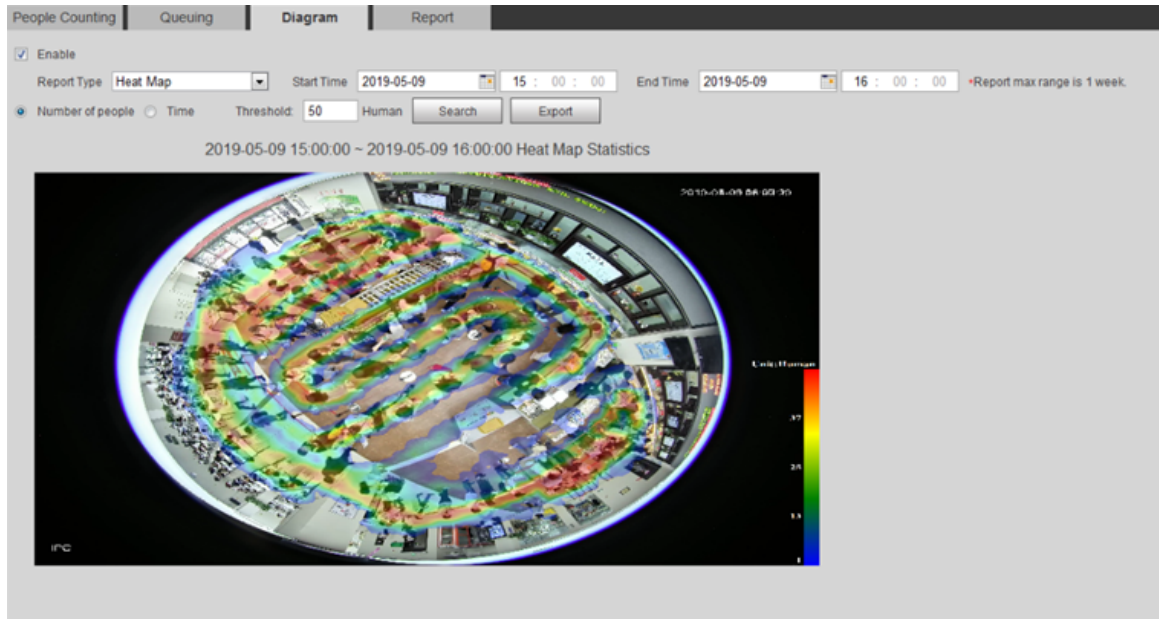 People Counting Queuing Diagram Report
Enable
Report Type Heat Map Start Time 2019-05-09 15 : 00 : 00 End Time 2019-05-09 16 : 00 : 00 *Report max range is 1 week.
Number of people Time Threshold: 50 Human Search Export
2019-05-09 15:00:00 ~ 2019-05-09 16:00:00 Heat Map Statistics
Unit:Human
37
IPC